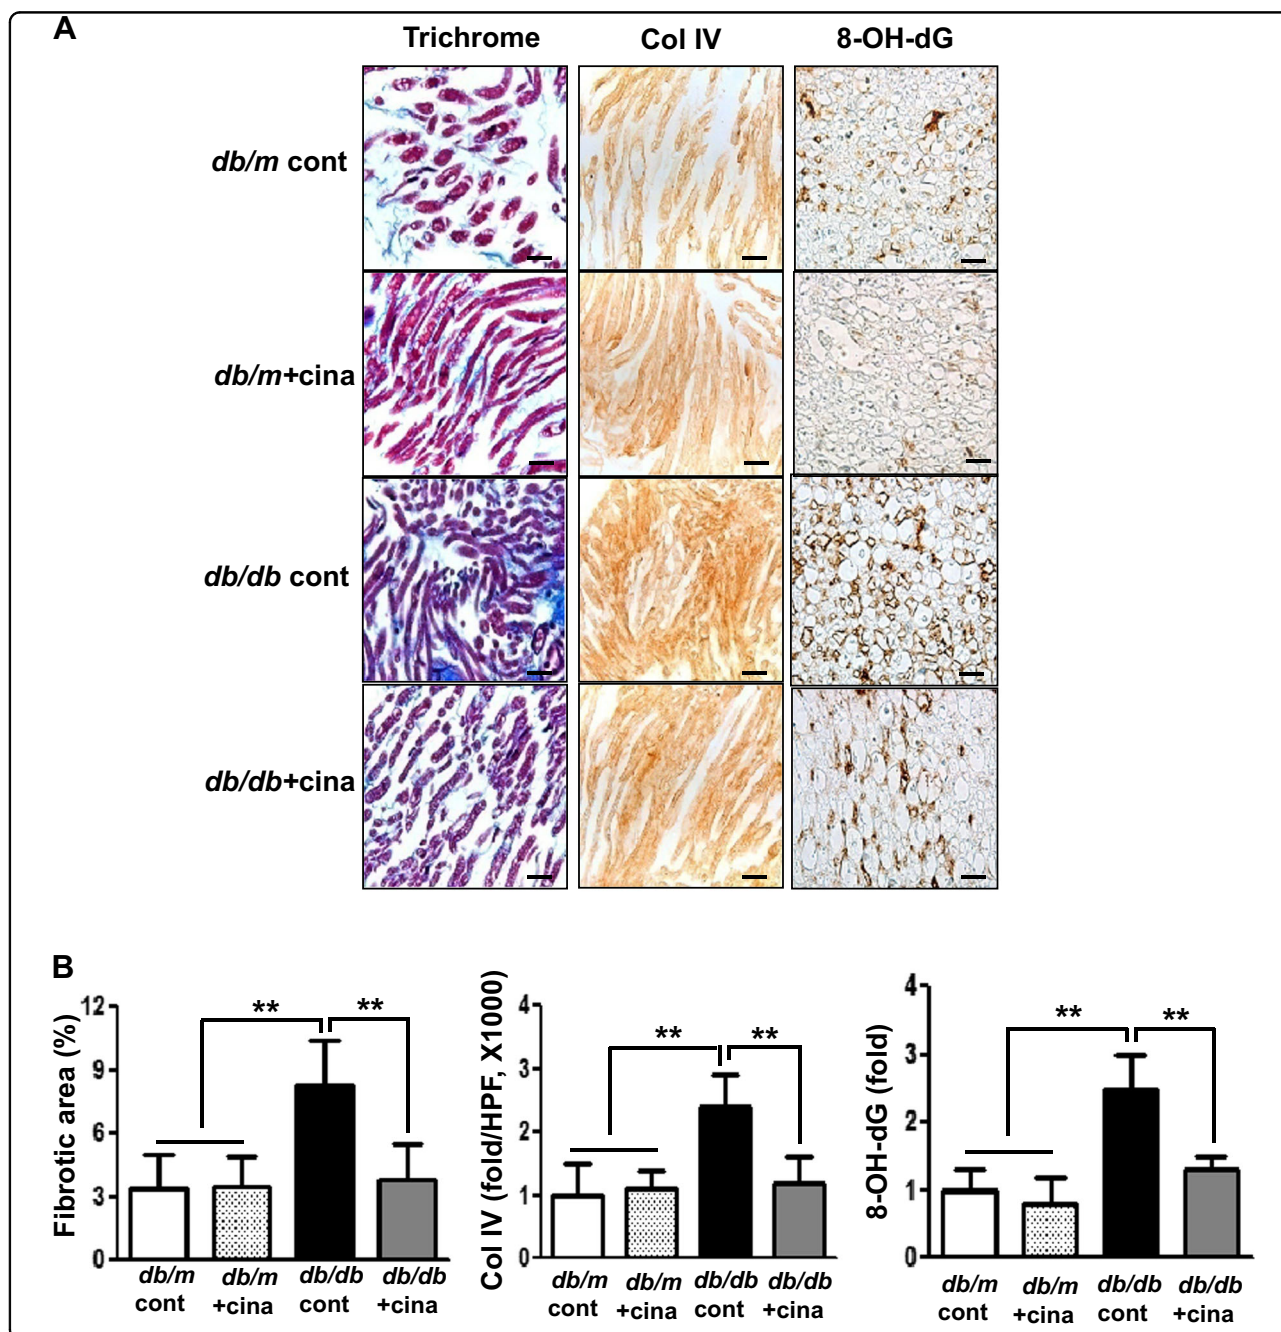 A
Trichrome
Col IV
8-OH-dG
db/m cont
db/m+cina
db/db cont
db/db+cina
B
Fibrotic area (%)
12
9
6
3
0
**
**
db/m cont
db/m +cina
db/db cont
db/db +cina
Col IV (fold/HPF, X1000)
4
3
2
1
0
**
**
db/m cont
db/m +cina
db/db cont
db/db +cina
8-OH-dG (fold)
4
3
2
1
0
**
**
db/m cont
db/m +cina
db/db cont
db/db +cina